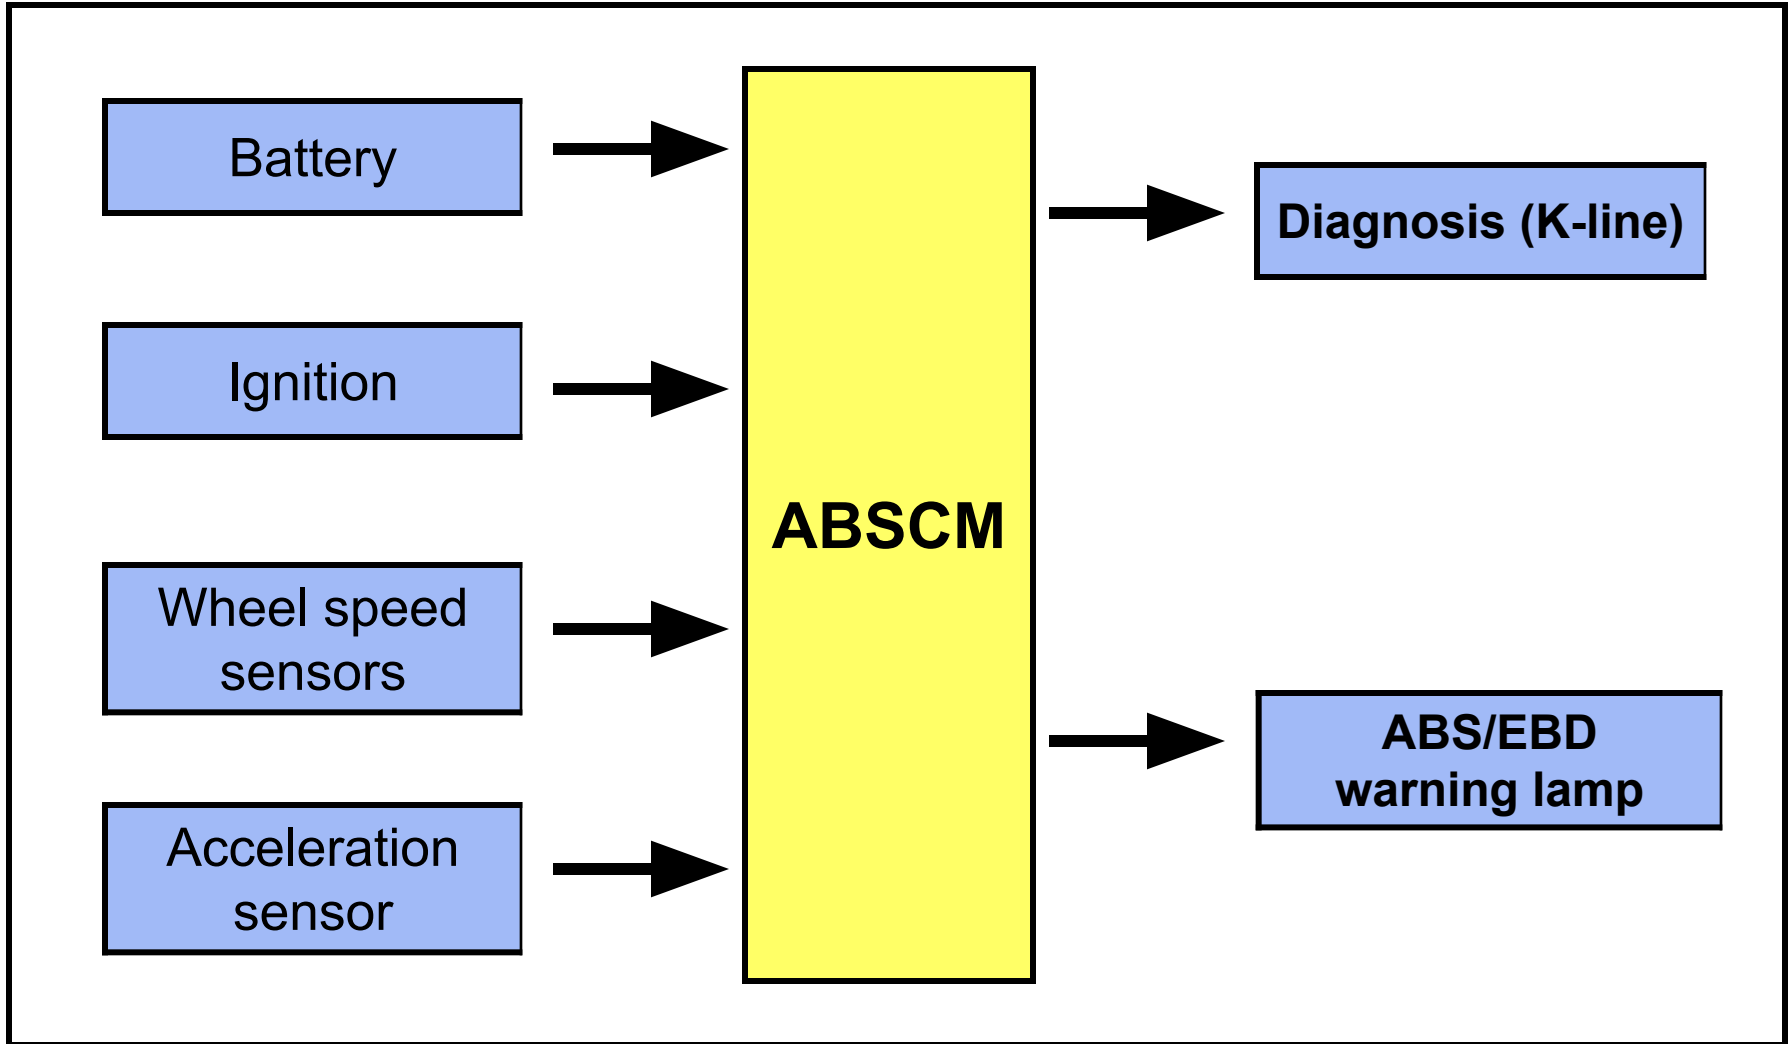 Battery
Ignition
Wheel speed
sensors
Acceleration
sensor
ABSCM
Diagnosis (K-line)
ABS/EBD
warning lamp